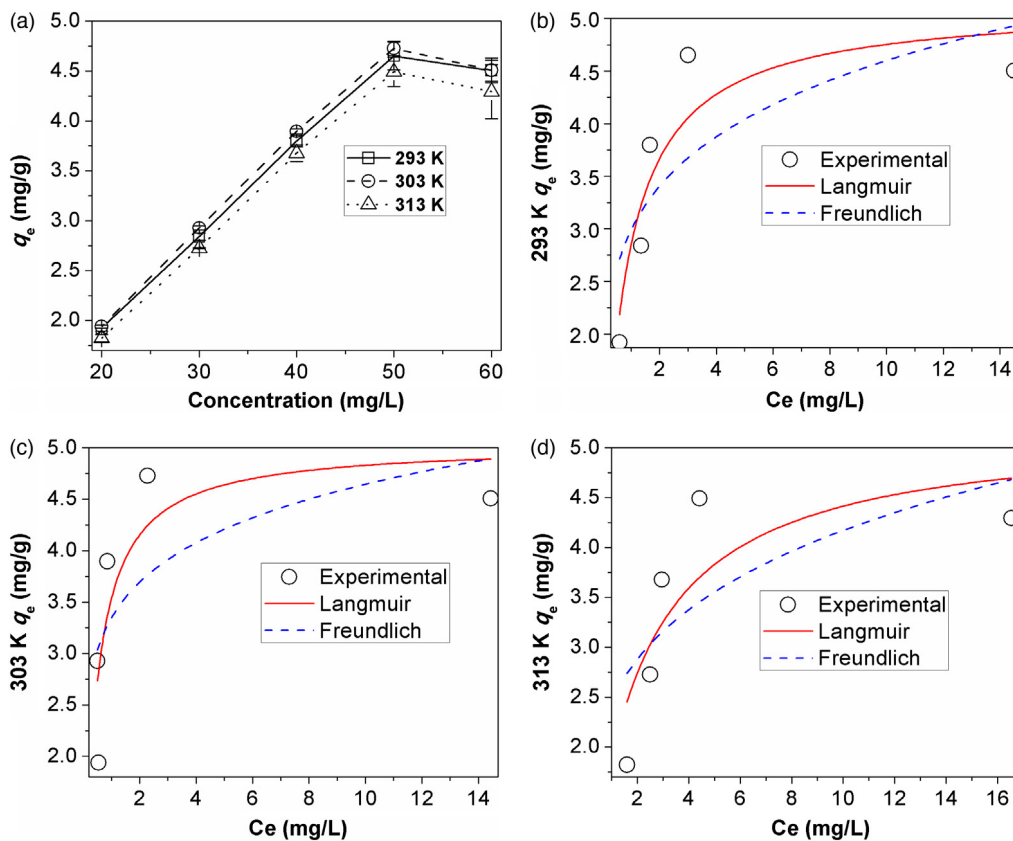 (a)
5.0
4.5
4.0
3.5
3.0
2.5
2.0
qe (mg/g)
293 K
303 K
313 K
20
30
40
50
60
Concentration (mg/L)
(b)
5.0
4.5
4.0
3.5
3.0
2.5
2.0
293 K qe (mg/g)
Experimental
Langmuir
Freundlich
2
4
6
8
10
12
14
Ce (mg/L)
(c)
5.0
4.5
4.0
3.5
3.0
2.5
2.0
303 K qe (mg/g)
Experimental
Langmuir
Freundlich
2
4
6
8
10
12
14
Ce (mg/L)
(d)
5.0
4.5
4.0
3.5
3.0
2.5
2.0
313 K qe (mg/g)
Experimental
Langmuir
Freundlich
2
4
6
8
10
12
14
16
Ce (mg/L)